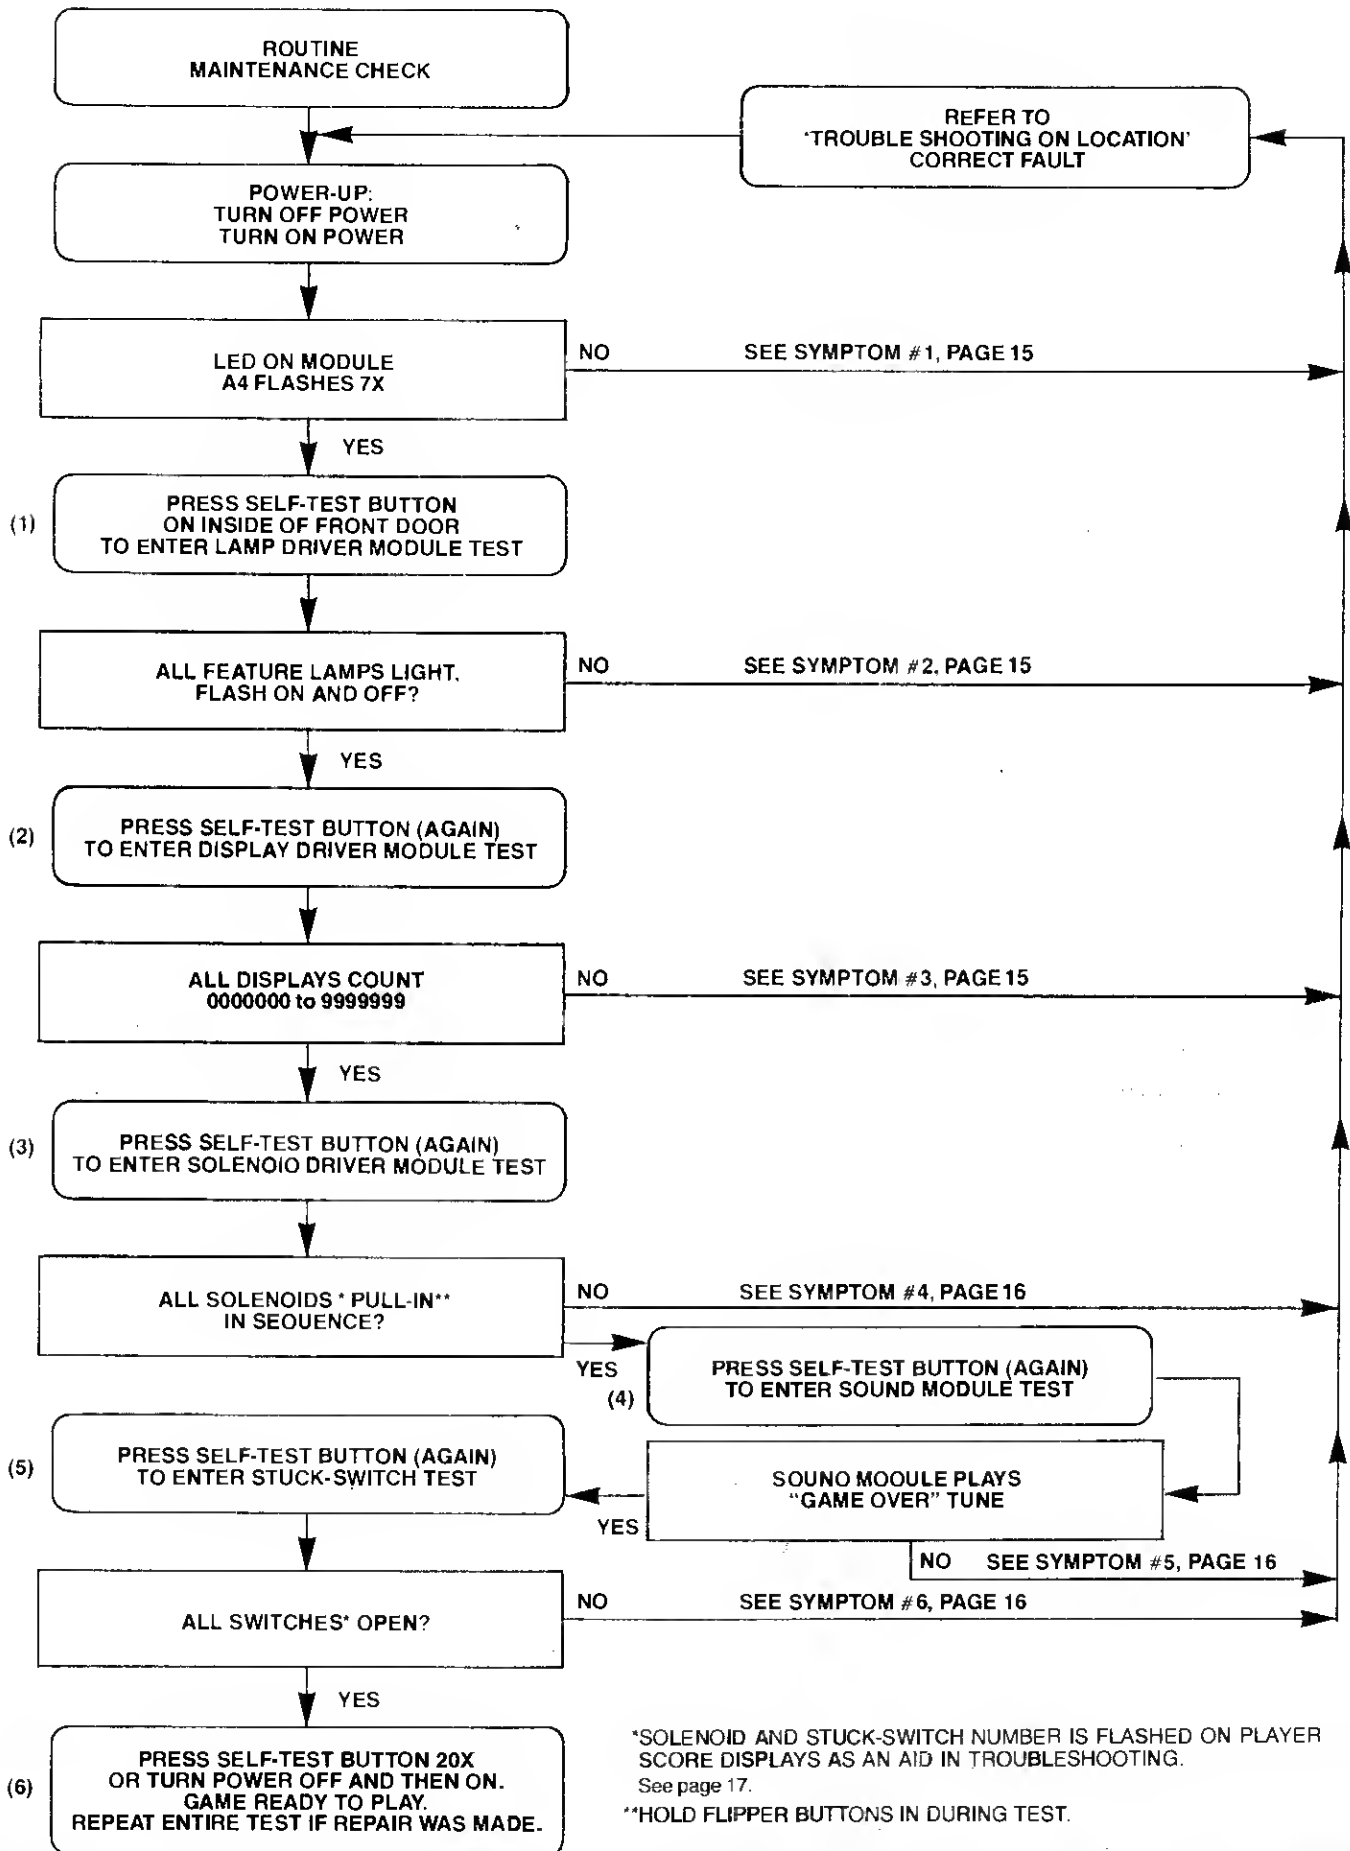 ROUTINE
MAINTENANCE CHECK
REFER TO
'TROUBLE SHOOTING ON LOCATION'
CORRECT FAULT
POWER-UP:
TURN OFF POWER
TURN ON POWER
LED ON MODULE
A4 FLASHES 7X
NO
SEE SYMPTOM #1, PAGE 15
YES
(1)
PRESS SELF-TEST BUTTON
ON INSIDE OF FRONT DOOR
TO ENTER LAMP DRIVER MODULE TEST
ALL FEATURE LAMPS LIGHT,
FLASH ON AND OFF?
NO
SEE SYMPTOM #2, PAGE 15
YES
(2)
PRESS SELF-TEST BUTTON (AGAIN)
TO ENTER DISPLAY DRIVER MODULE TEST
ALL DISPLAYS COUNT
0000000 to 9999999
NO
SEE SYMPTOM #3, PAGE 15
YES
(3)
PRESS SELF-TEST BUTTON (AGAIN)
TO ENTER SOLENOIO DRIVER MODULE TEST
ALL SOLENOIDS * PULL-IN**
IN SEQUENCE?
NO
SEE SYMPTOM #4, PAGE 16
YES
(4)
PRESS SELF-TEST BUTTON (AGAIN)
TO ENTER SOUND MODULE TEST
(5)
PRESS SELF-TEST BUTTON (AGAIN)
TO ENTER STUCK-SWITCH TEST
SOUNO MOOULE PLAYS
"GAME OVER" TUNE
YES
NO
SEE SYMPTOM #5, PAGE 16
ALL SWITCHES* OPEN?
NO
SEE SYMPTOM #6, PAGE 16
YES
(6)
PRESS SELF-TEST BUTTON 20X
OR TURN POWER OFF AND THEN ON.
GAME READY TO PLAY.
REPEAT ENTIRE TEST IF REPAIR WAS MADE.
*SOLENOID AND STUCK-SWITCH NUMBER IS FLASHED ON PLAYER
SCORE DISPLAYS AS AN AID IN TROUBLESHOOTING.
See page 17.
**HOLD FLIPPER BUTTONS IN DURING TEST.